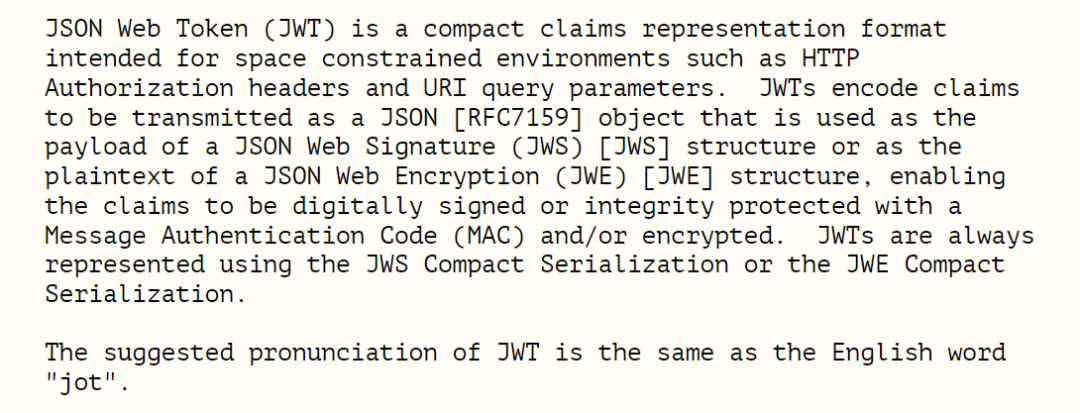 JSON Web Token (JWT) is a compact claims representation format
intended for space constrained environments such as HTTP
Authorization headers and URI query parameters.  JWTs encode claims
to be transmitted as a JSON [RFC7159] object that is used as the
payload of a JSON Web Signature (JWS) [JWS] structure or as the
plaintext of a JSON Web Encryption (JWE) [JWE] structure, enabling
the claims to be digitally signed or integrity protected with a
Message Authentication Code (MAC) and/or encrypted.  JWTs are always
represented using the JWS Compact Serialization or the JWE Compact
Serialization.

The suggested pronunciation of JWT is the same as the English word
"jot".